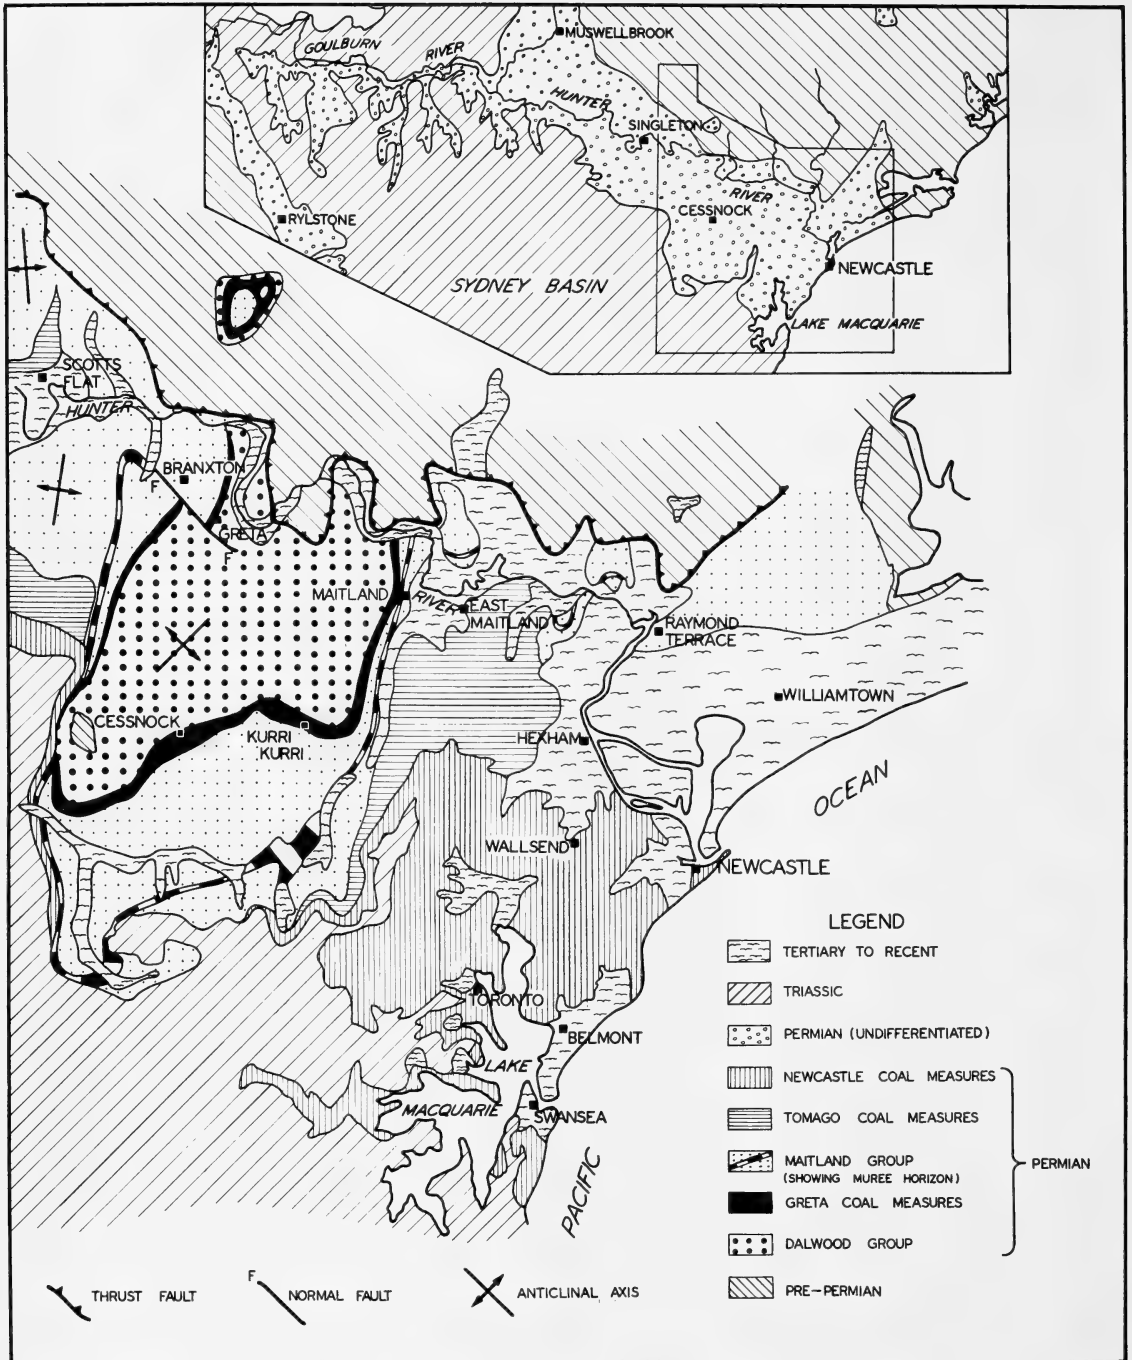 MUSWELLBROOK
GOULBURN
RIVER
HUNTER
SINGLETON
RIVER
CESSNOCK
RYLSTONE
NEWCASTLE
SYDNEY BASIN
LAKE MACQUARIE
SCOTTS
FLAT
HUNTER
BRANXTON
F
GRETA
F
MAITLAND
RIVER
EAST
MAITLAND
RAYMOND
TERRACE
WILLIAMTOWN
CESSNOCK
KURRI
KURRI
HEXHAM
OCEAN
WALLSEND
NEWCASTLE
TORONTO
BELMONT
LAKE
MACQUARIE
SWANSEA
PACIFIC
LEGEND
TERTIARY TO RECENT
TRIASSIC
PERMIAN (UNDIFFERENTIATED)
NEWCASTLE COAL MEASURES
TOMAGO COAL MEASURES
MAITLAND GROUP
(SHOWING MUREE HORIZON)
GRETA COAL MEASURES
DALWOOD GROUP
PERMIAN
PRE-PERMIAN
THRUST FAULT
F
NORMAL FAULT
ANTICLINAL AXIS